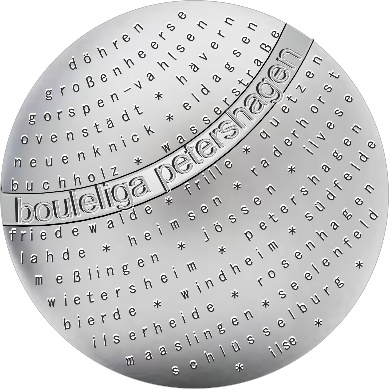 döhren
großenheerse
gorspen-vahlsen
ovenstädt * hävern
neuenknick * eldagsen
buchholz * wasserstraße
bouleliga petershagen
friedewalde * frille * quetzen
lahde * heimsen * raderhorst
meßlingen * jössen * ilvese
wietersheim * petershagen
bierde * windheim * südfelde
ilserheide * rosenhagen
maaslingen * seelenfeld
schlüsselburg *
* ilse *